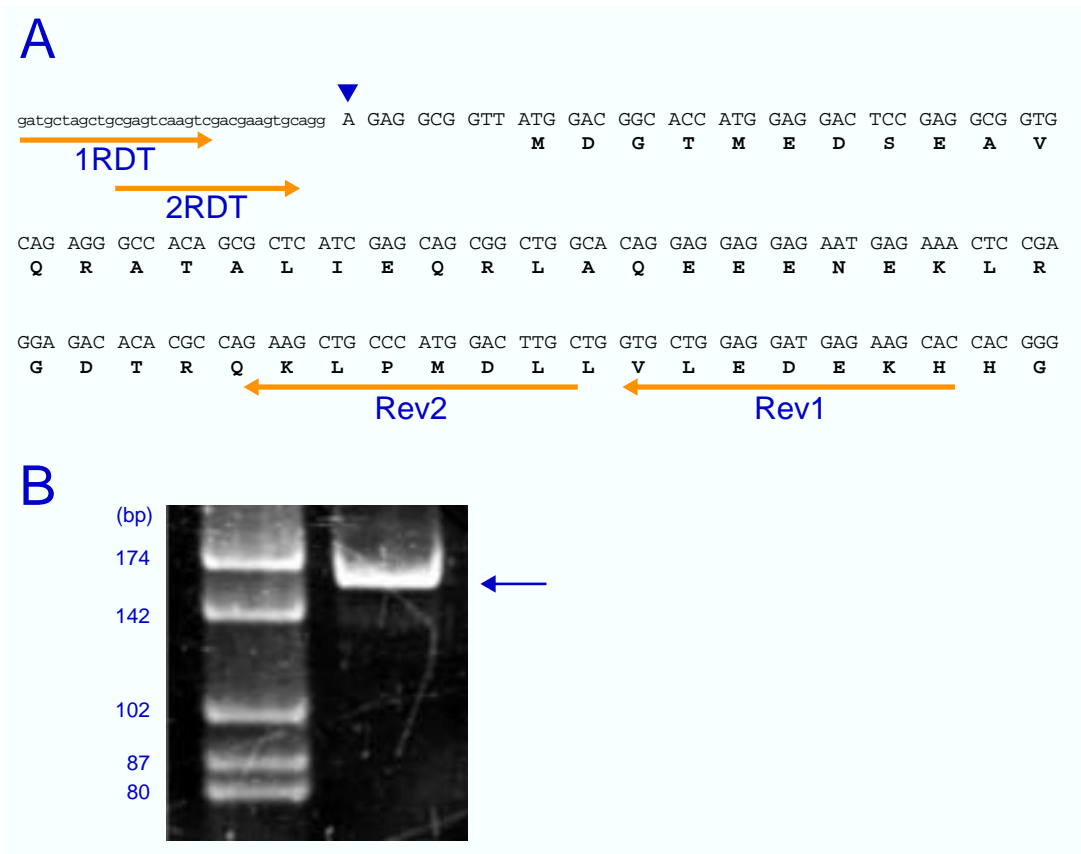 A
gatgctagctgcgagtcaagtcgacgaagtgcagg A GAG GCG GTT ATG GAC GGC ACC ATG GAG GAC TCC GAG GCG GTG
M D G T M E D S E A V
1RDT
2RDT
CAG AGG GCC ACA GCG CTC ATC GAG CAG CGG CTG GCA CAG GAG GAG GAG AAT GAG AAA CTC CGA
Q R A T A L I E Q R L A Q E E E N E K L R
GGA GAC ACA CGC CAG AAG CTG CCC ATG GAC TTG CTG GTG CTG GAG GAT GAG AAG CAC CAC GGG
G D T R Q K L P M D L L V L E D E K H H G
Rev2 Rev1
B
(bp)
174
142
102
87
80